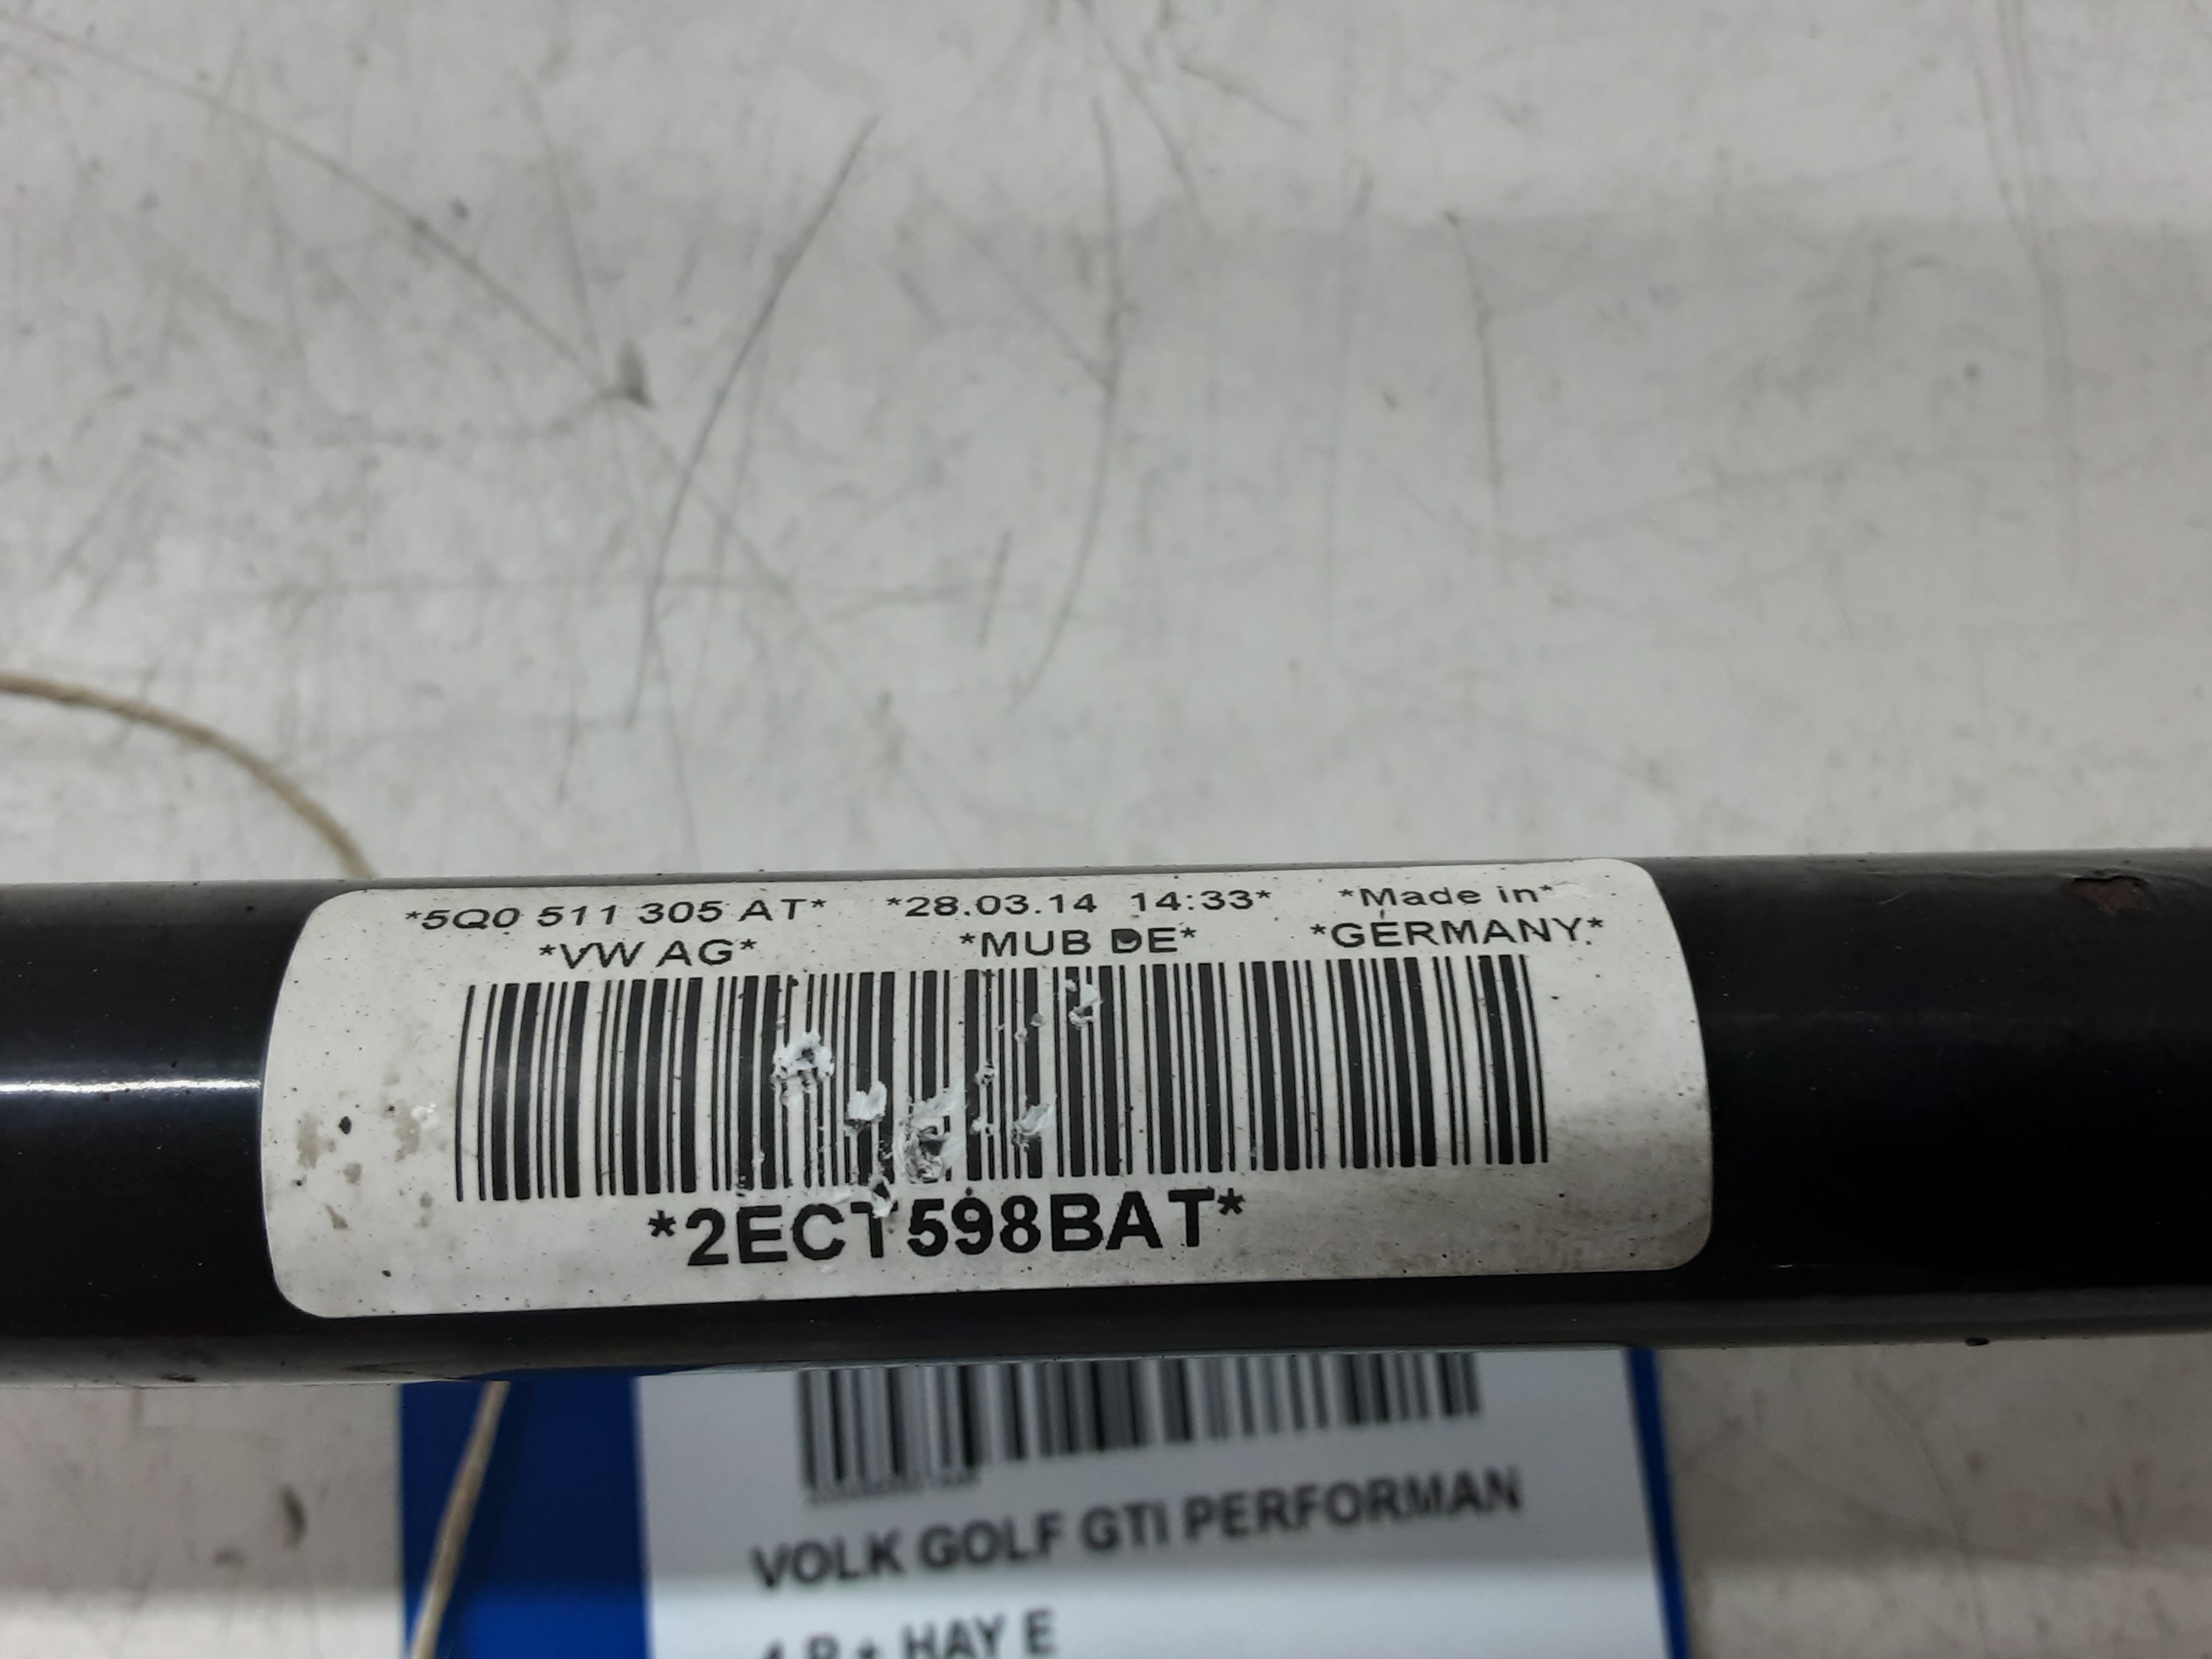 *5Q0 511 305 AT* *28.03.14 14:33* *Made in*
*VW AG* *MUB DE* *GERMANY*
*2ECT598BAT*
VOLK GOLF GTI PERFORMAN
HAY E